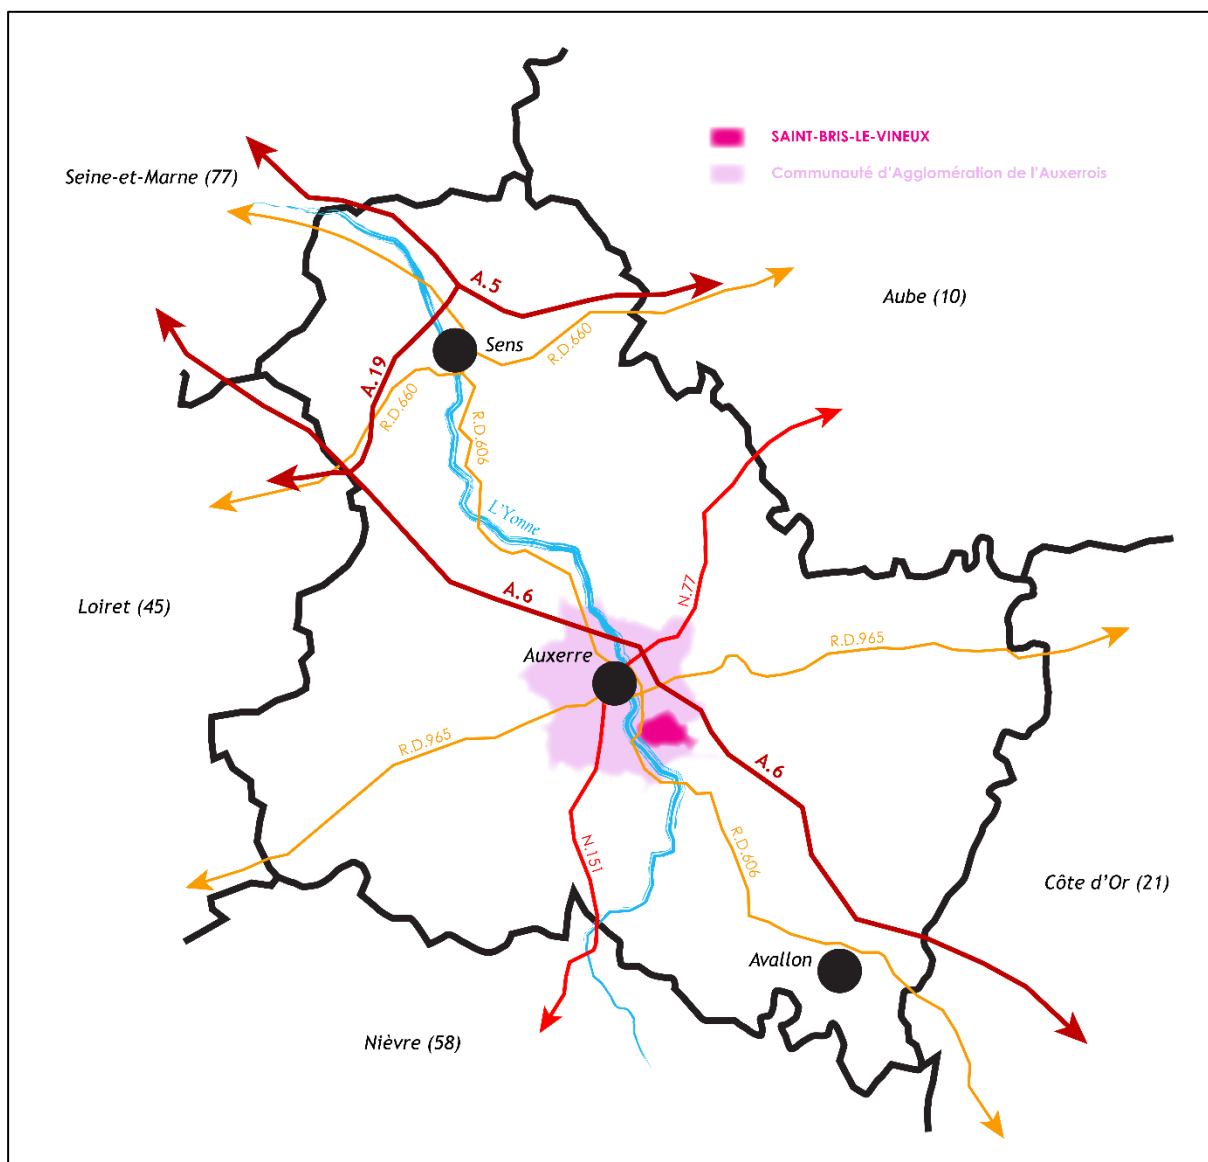 SAINT-BRIS-LE-VINEUX
Communauté d'Agglomération de l'Auxerrois
Seine-et-Marne (77)
A.5
Aube (10)
Sens
R.D.660
A.19
R.D.660
R.D.606
L'Yonne
N.77
A.6
Loiret (45)
R.D.965
Auxerre
R.D.965
A.6
N.151
R.D.606
Côte d'Or (21)
Avallon
Nièvre (58)